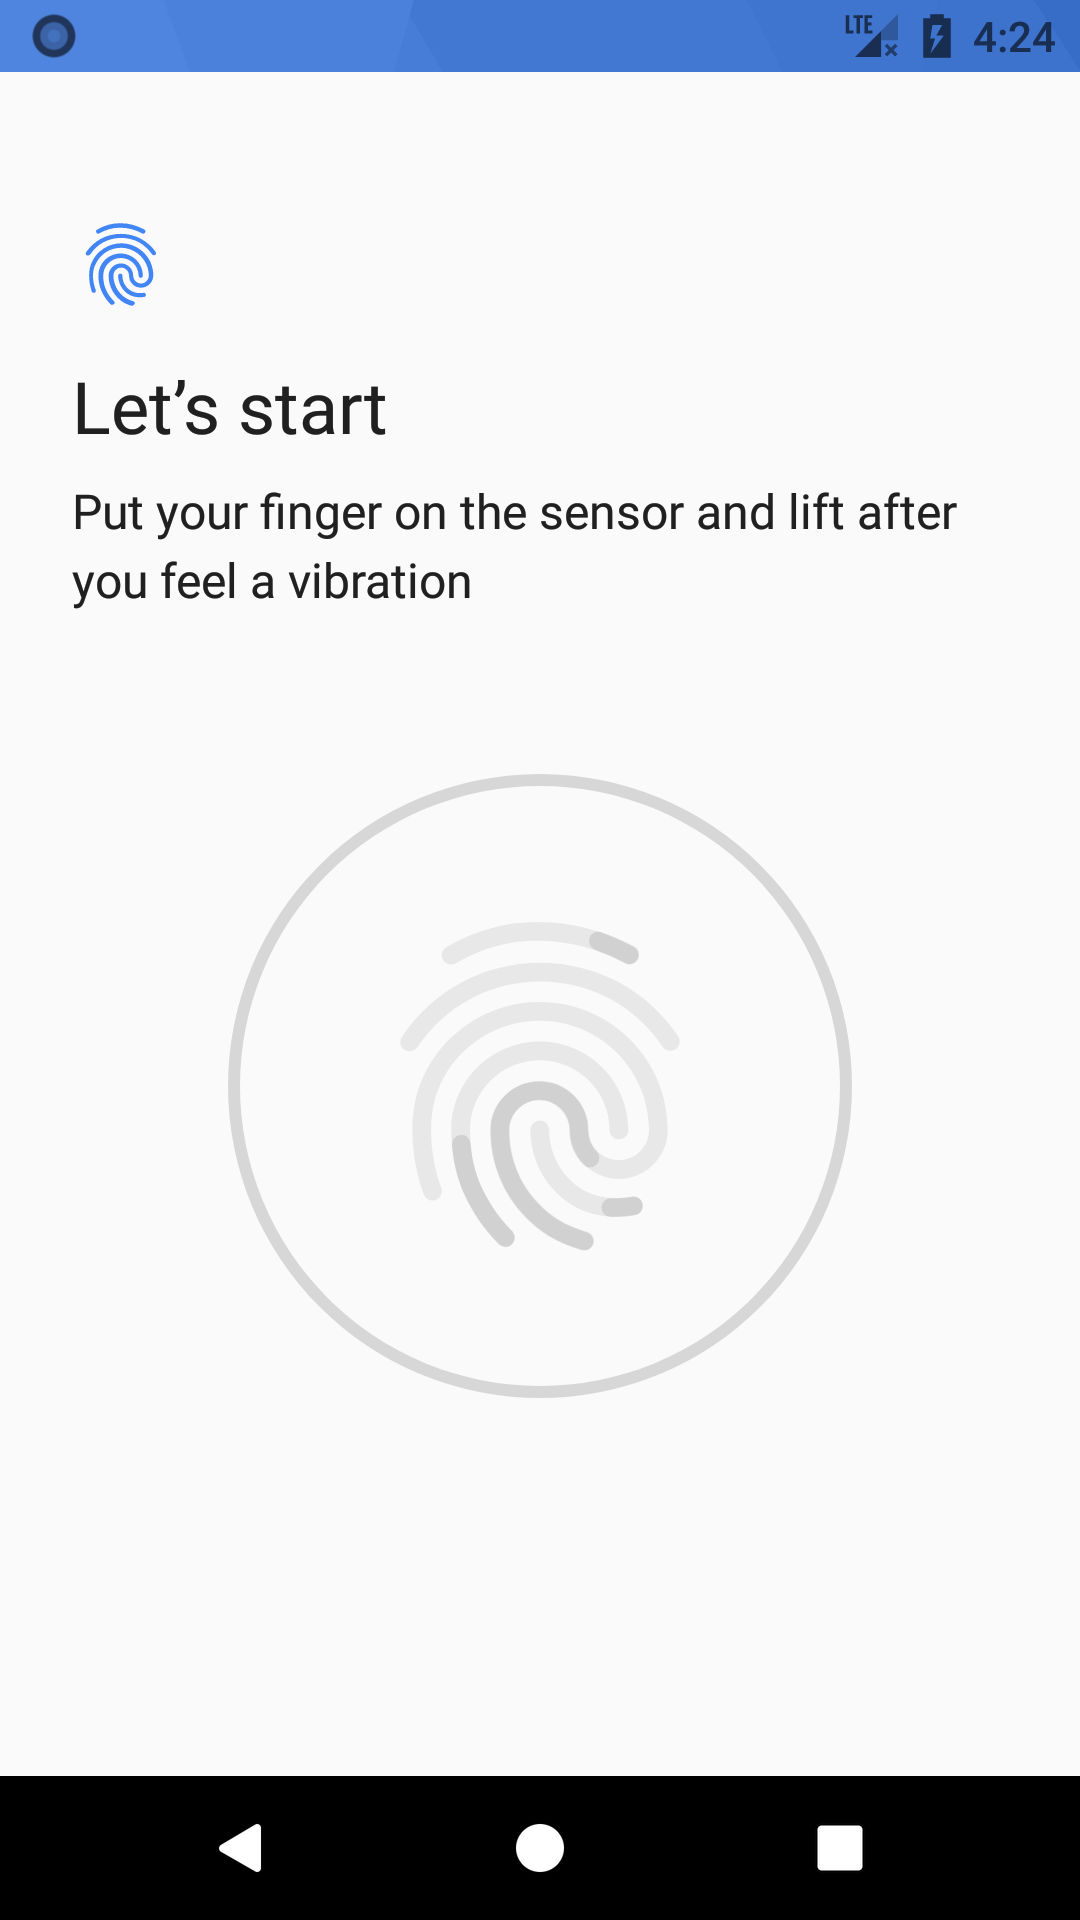 LTE 4:24
Let’s start
Put your finger on the sensor and lift after
you feel a vibration